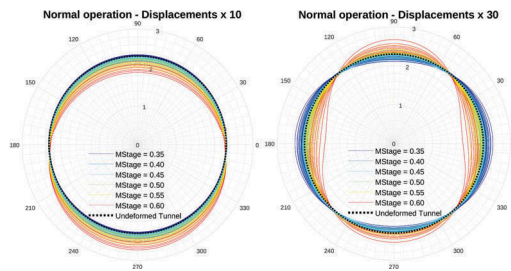 Normal operation - Displacements x 10
90
3
120
60
2
150
30
1
180
0
MStage = 0.35
MStage = 0.40
MStage = 0.45
MStage = 0.50
MStage = 0.55
MStage = 0.60
Undeformed Tunnel
210
330
240
300
270
Normal operation - Displacements x 30
90
3
120
60
2
150
30
1
180
0
MStage = 0.35
MStage = 0.40
MStage = 0.45
MStage = 0.50
MStage = 0.55
MStage = 0.60
Undeformed Tunnel
210
330
240
300
270